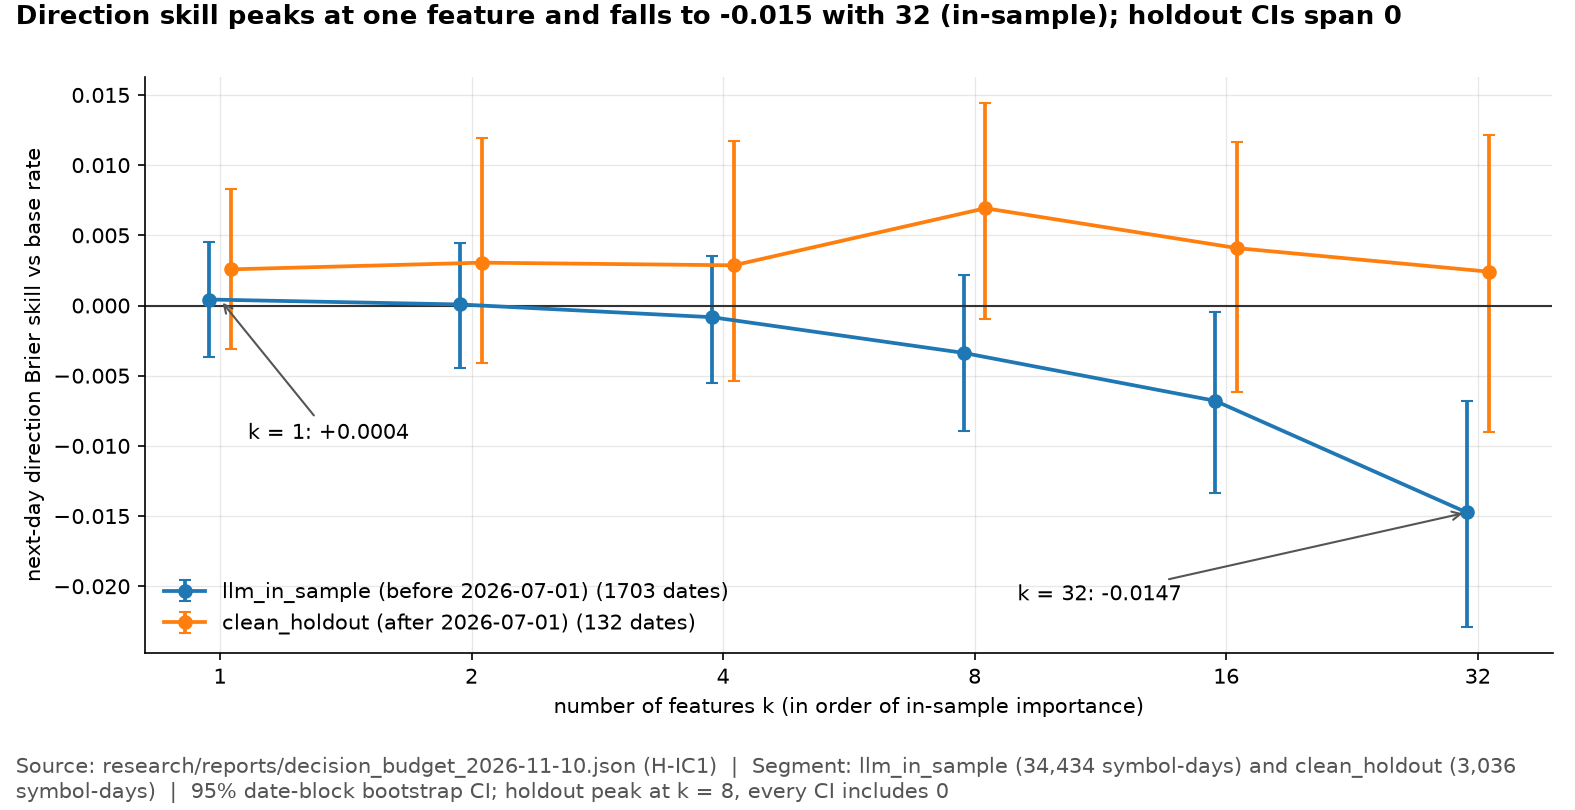 Direction skill peaks at one feature and falls to -0.015 with 32 (in-sample); holdout CIs span 0
next-day direction Brier skill vs base rate
0.015
0.010
0.005
0.000
−0.005
−0.010
−0.015
−0.020
k = 1: +0.0004
k = 32: -0.0147
llm_in_sample (before 2026-07-01) (1703 dates)
clean_holdout (after 2026-07-01) (132 dates)
1 2 4 8 16 32
number of features k (in order of in-sample importance)
Source: research/reports/decision_budget_2026-11-10.json (H-IC1) | Segment: llm_in_sample (34,434 symbol-days) and clean_holdout (3,036
symbol-days) | 95% date-block bootstrap CI; holdout peak at k = 8, every CI includes 0